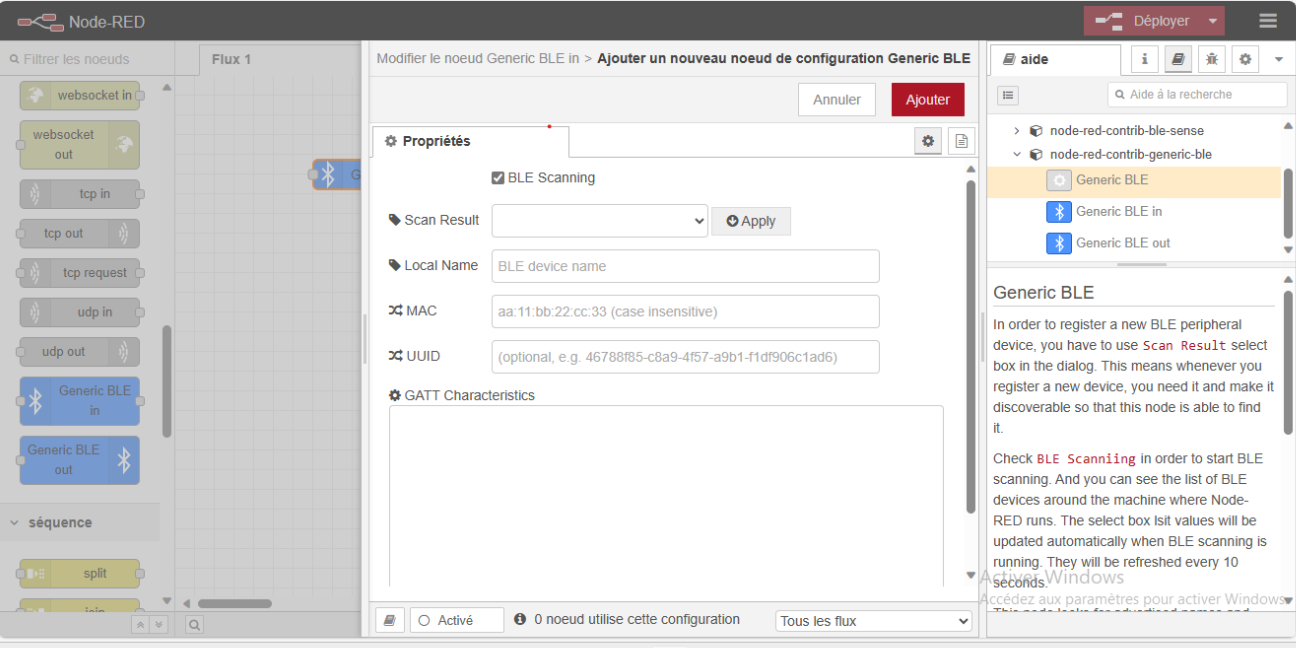 Node-RED
Déployer
Filtrer les noeuds
websocket in
websocket
out
tcp in
tcp out
tcp request
udp in
udp out
Generic BLE
in
Generic BLE
out
séquence
split
join
Flux 1
G
Modifier le noeud Generic BLE in > Ajouter un nouveau noeud de configuration Generic BLE
Annuler
Ajouter
Propriétés
BLE Scanning
Scan Result
Apply
Local Name
BLE device name
MAC
aa:11:bb:22:cc:33 (case insensitive)
UUID
(optional, e.g. 46788f85-c8a9-4f57-a9b1-f1df906c1ad6)
GATT Characteristics
Activé
0 noeud utilise cette configuration
Tous les flux
aide
Aide à la recherche
node-red-contrib-ble-sense
node-red-contrib-generic-ble
Generic BLE
Generic BLE in
Generic BLE out
Generic BLE
In order to register a new BLE peripheral
device, you have to use Scan Result select
box in the dialog. This means whenever you
register a new device, you need it and make it
discoverable so that this node is able to find
it.
Check BLE Scanniing in order to start BLE
scanning. And you can see the list of BLE
devices around the machine where Node-
RED runs. The select box lsit values will be
updated automatically when BLE scanning is
running. They will be refreshed every 10
seconds.
This node looks for advertised names and
Activer Windows
Accédez aux paramètres pour activer Windows.